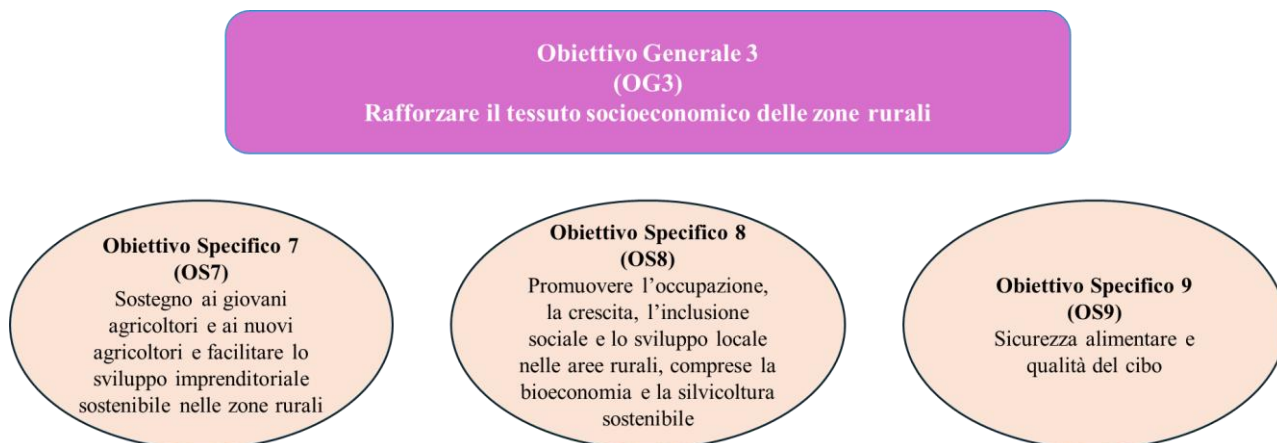 Obiettivo Generale 3
(OG3)
Rafforzare il tessuto socioeconomico delle zone rurali
Obiettivo Specifico 7
(OS7)
Sostegno ai giovani
agricoltori e ai nuovi
agricoltori e facilitare lo
sviluppo imprenditoriale
sostenibile nelle zone rurali
Obiettivo Specifico 8
(OS8)
Promuovere l’occupazione,
la crescita, l’inclusione
sociale e lo sviluppo locale
nelle aree rurali, comprese la
bioeconomia e la silvicoltura
sostenibile
Obiettivo Specifico 9
(OS9)
Sicurezza alimentare e
qualità del cibo